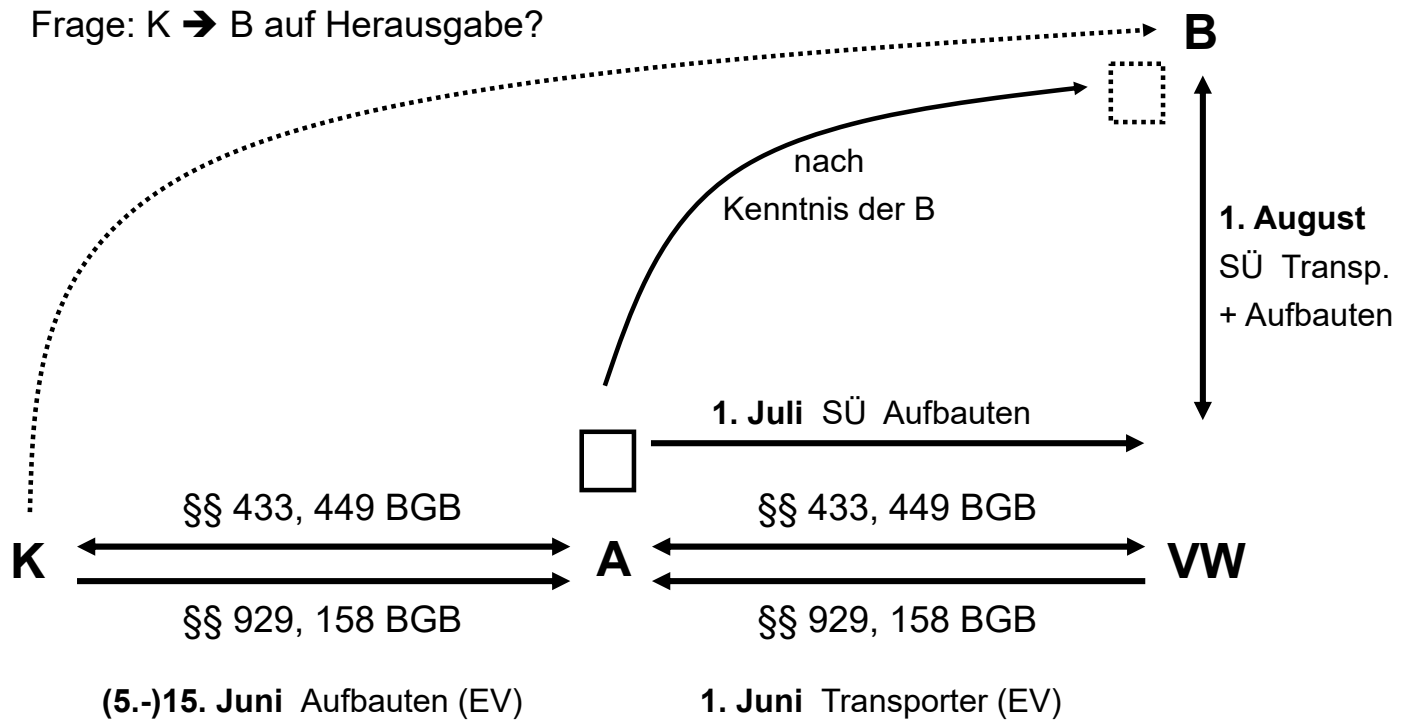 Frage: K ➔ B auf Herausgabe?
B
nach
Kenntnis der B
1. August
SÜ Transp.
+ Aufbauten
1. Juli SÜ Aufbauten
§§ 433, 449 BGB
§§ 433, 449 BGB
K
A
VW
§§ 929, 158 BGB
§§ 929, 158 BGB
(5.-)15. Juni Aufbauten (EV)
1. Juni Transporter (EV)